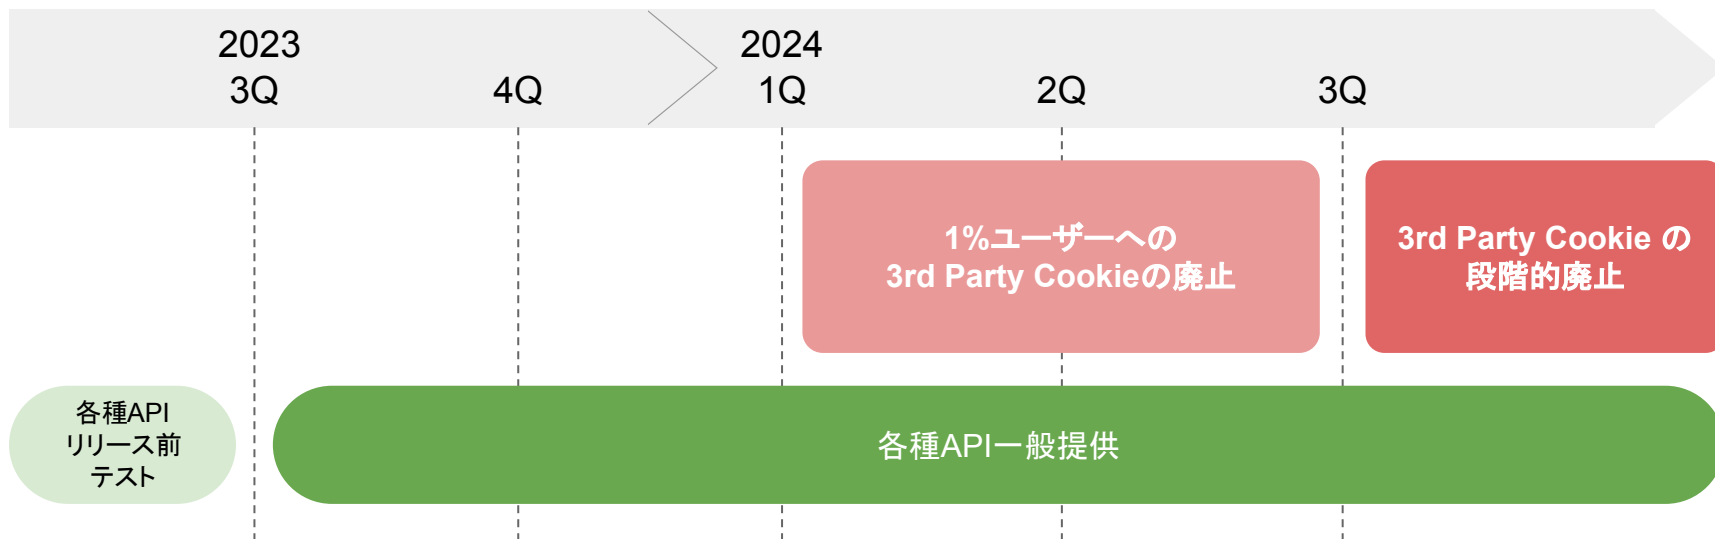 2023
3Q
4Q
2024
1Q
2Q
3Q
1%ユーザーへの
3rd Party Cookieの廃止
3rd Party Cookie の
段階的廃止
各種API
リリース前
テスト
各種API一般提供